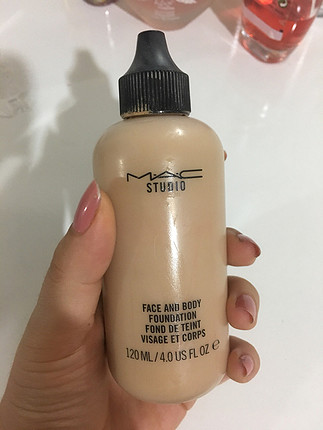 MAC
STUDIO
FACE AND BODY
FOUNDATION
FOND DE TEINT
VISAGE ET CORPS
120 ML / 4.0 US FL OZ ℮